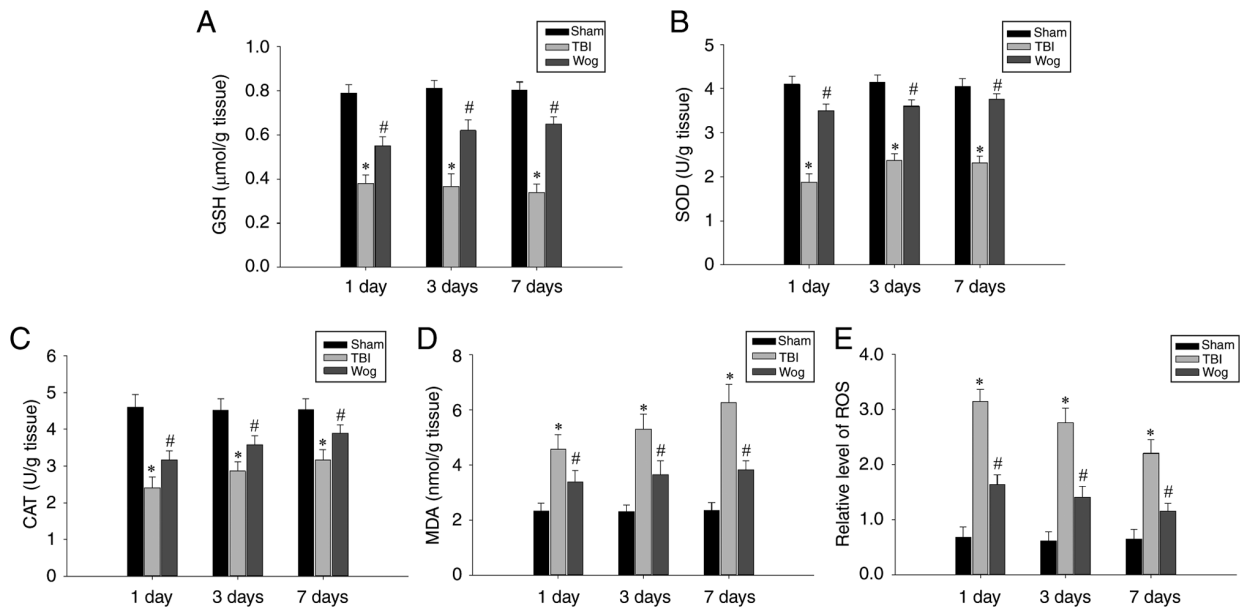 A
Sham
TBI
Wog
GSH (µmol/g tissue)
1.0
0.8
0.6
0.4
0.2
0.0
*
#
*
#
*
#
1 day
3 days
7 days
B
Sham
TBI
Wog
SOD (U/g tissue)
5
4
3
2
1
0
*
#
*
#
*
#
1 day
3 days
7 days
C
Sham
TBI
Wog
CAT (U/g tissue)
6
5
4
3
2
1
0
*
#
*
#
*
#
1 day
3 days
7 days
D
Sham
TBI
Wog
MDA (nmol/g tissue)
8
6
4
2
0
*
#
*
#
*
#
1 day
3 days
7 days
E
Sham
TBI
Wog
Relative level of ROS
4.0
3.0
2.0
1.0
0.0
*
#
*
#
*
#
1 day
3 days
7 days